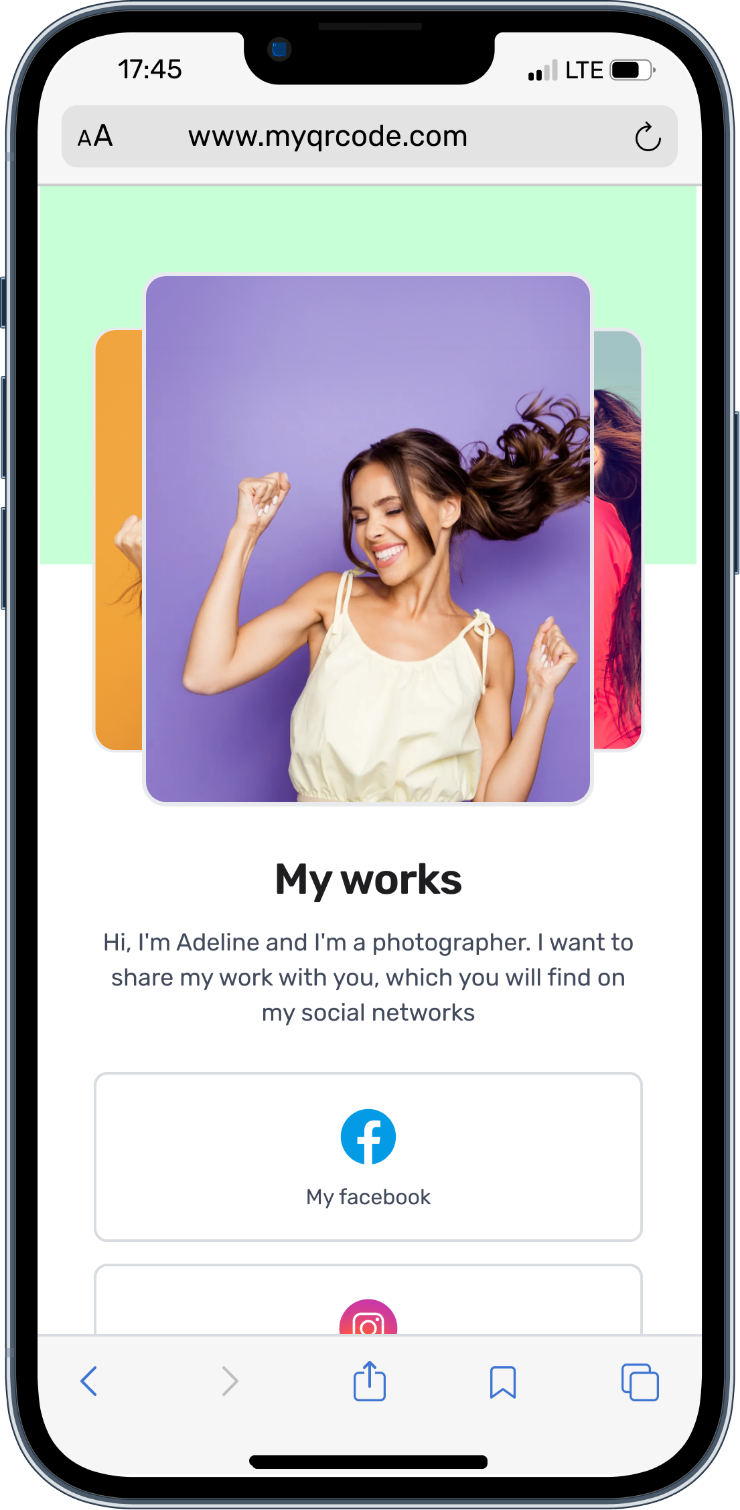 17:45 LTE
AA www.myqrcode.com
My works
Hi, I'm Adeline and I'm a photographer. I want to
share my work with you, which you will find on
my social networks
My facebook